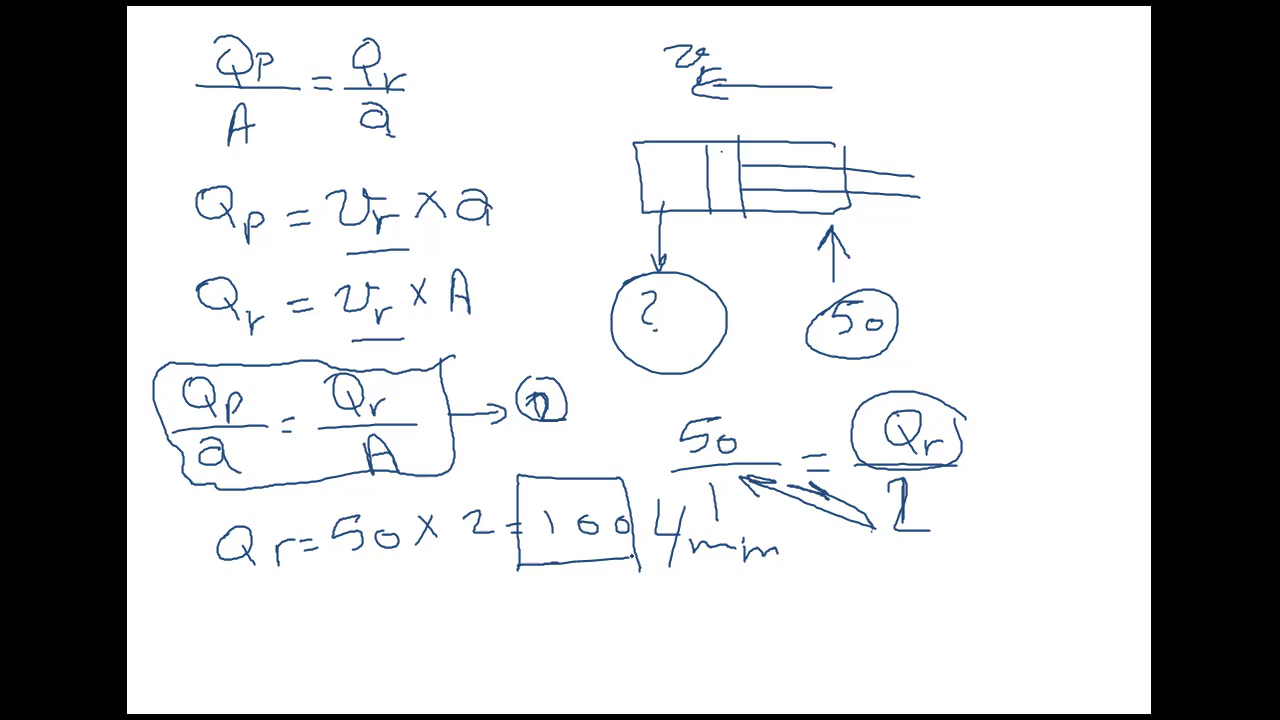 Qp / A = Qr / a
vr
Qp = vr × a
Qr = vr × A
?
50
Qp / a = Qr / A →
50 / 1 = Qr / 2
Qr = 50 × 2 = 100 L/min